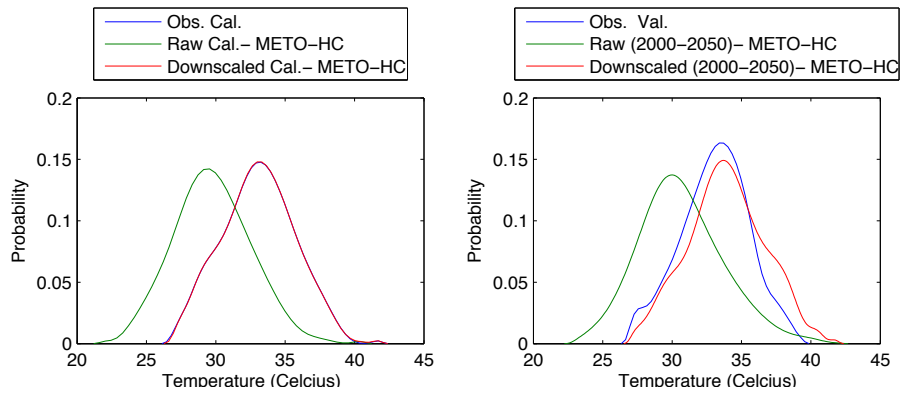 Obs. Cal.
Raw Cal.− METO−HC
Downscaled Cal.− METO−HC
0.2
0.15
0.1
0.05
0
Probability
20 25 30 35 40 45
Temperature (Celcius)
Obs. Val.
Raw (2000−2050)− METO−HC
Downscaled (2000−2050)− METO−HC
0.2
0.15
0.1
0.05
0
Probability
20 25 30 35 40 45
Temperature (Celcius)